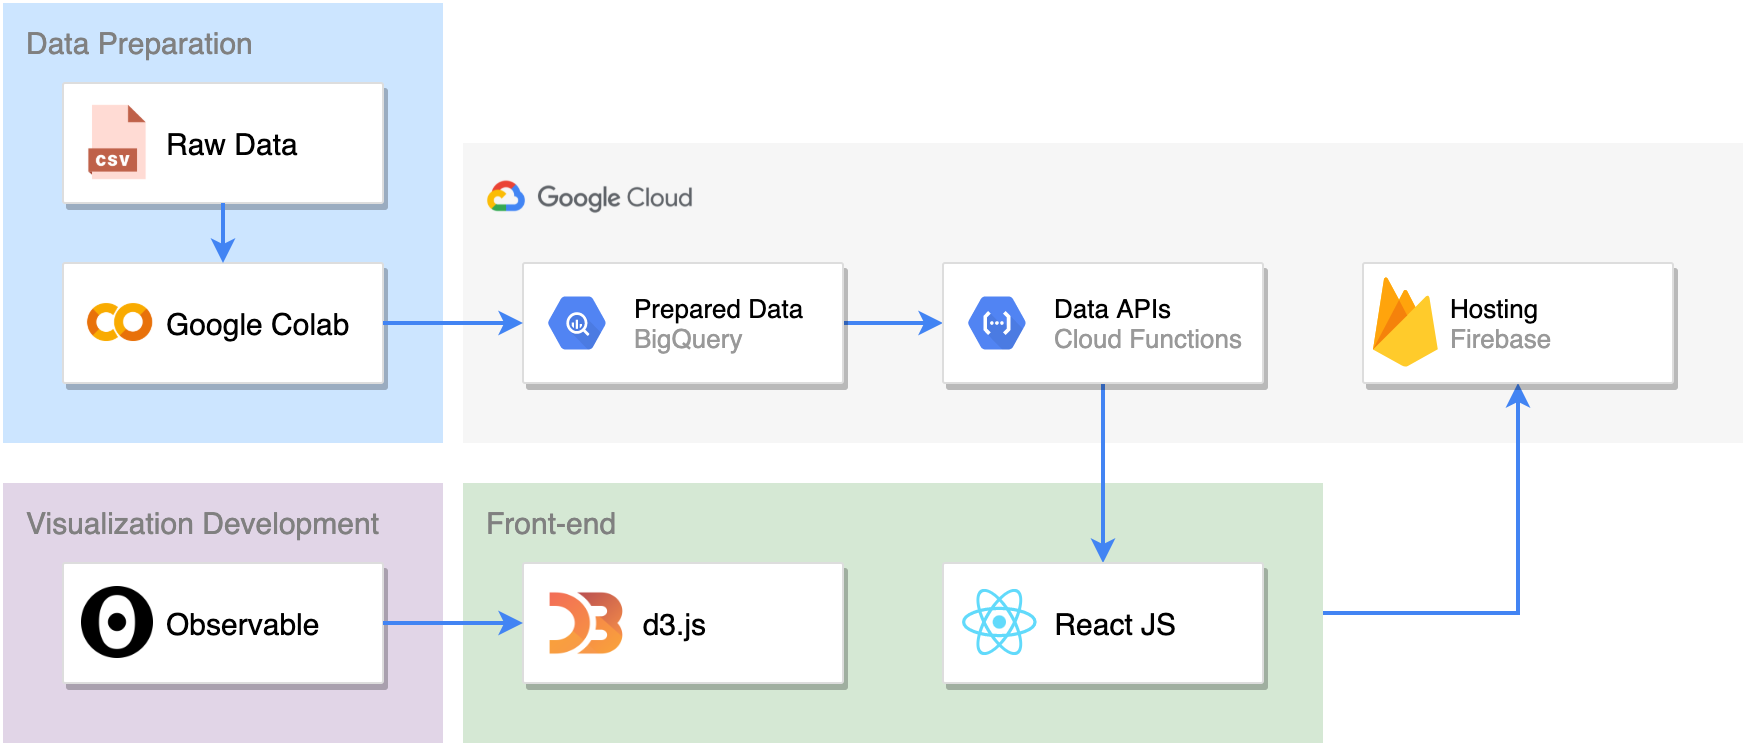 Data Preparation
CSV
Raw Data
Google Colab
Google Cloud
Prepared Data
BigQuery
Data APIs
Cloud Functions
Hosting
Firebase
Visualization Development
Observable
Front-end
d3.js
React JS